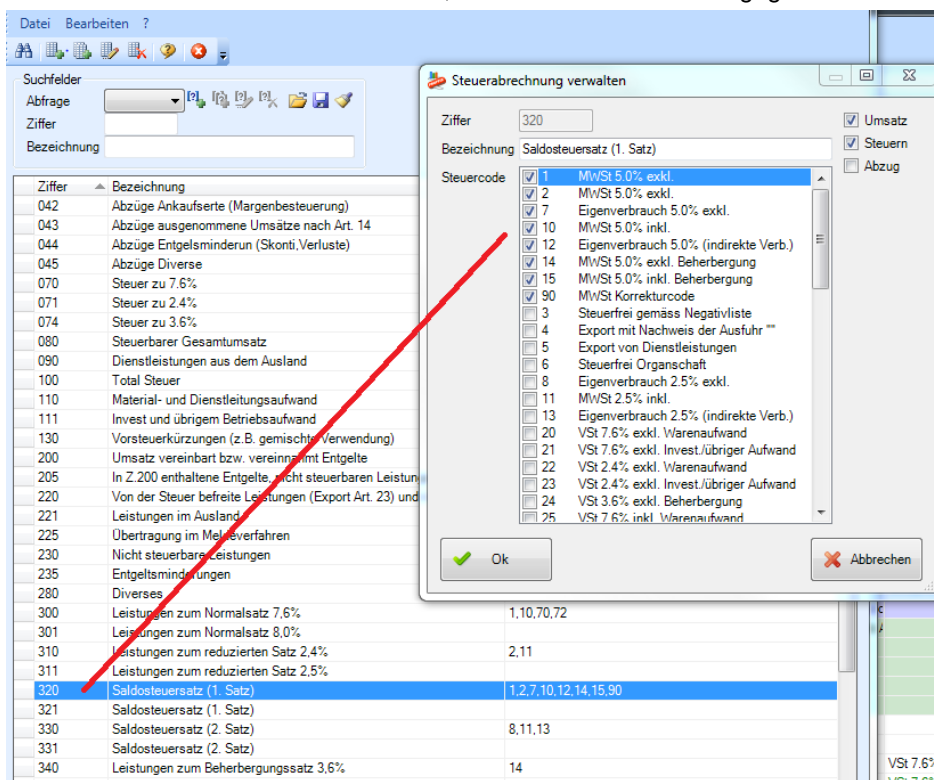 Datei Bearbeiten ?
Suchfelder
Abfrage
Ziffer
Bezeichnung
Ziffer Bezeichnung
042 Abzüge Ankaufserte (Margenbesteuerung)
043 Abzüge ausgenommene Umsätze nach Art. 14
044 Abzüge Entgelsminderun (Skonti,Verluste)
045 Abzüge Diverse
070 Steuer zu 7.6%
071 Steuer zu 2.4%
074 Steuer zu 3.6%
080 Steuerbarer Gesamtumsatz
090 Dienstleistungen aus dem Ausland
100 Total Steuer
110 Material- und Dienstleitungsaufwand
111 Invest und übrigem Betriebsaufwand
130 Vorsteuerkürzungen (z.B. gemischte Verwendung)
200 Umsatz vereinbart bzw. vereinnahmt Entgelte
205 In Z.200 enthaltene Entgelte, nicht steuerbaren Leistun
220 Von der Steuer befreite Leistungen (Export Art. 23) und
221 Leistungen im Ausland
225 Übertragung im Meldeverfahren
230 Nicht steuerbare Leistungen
235 Entgeltsminderungen
280 Diverses
300 Leistungen zum Normalsatz 7,6% 1,10,70,72
301 Leistungen zum Normalsatz 8,0%
310 Leistungen zum reduzierten Satz 2,4% 2,11
311 Leistungen zum reduzierten Satz 2,5%
320 Saldosteuersatz (1. Satz) 1,2,7,10,12,14,15,90
321 Saldosteuersatz (1. Satz)
330 Saldosteuersatz (2. Satz) 8,11,13
331 Saldosteuersatz (2. Satz)
340 Leistungen zum Beherbergungssatz 3,6% 14
Steuerabrechnung verwalten
Ziffer 320
Bezeichnung Saldosteuersatz (1. Satz)
Steuercode
1 MWSt 5.0% exkl.
2 MWSt 5.0% exkl.
7 Eigenverbrauch 5.0% exkl.
10 MWSt 5.0% inkl.
12 Eigenverbrauch 5.0% (indirekte Verb.)
14 MWSt 5.0% exkl. Beherbergung
15 MWSt 5.0% inkl. Beherbergung
90 MWSt Korrekturcode
3 Steuerfrei gemäss Negativliste
4 Export mit Nachweis der Ausfuhr ""
5 Export von Dienstleistungen
6 Steuerfrei Organschaft
8 Eigenverbrauch 2.5% exkl.
11 MWSt 2.5% inkl.
13 Eigenverbrauch 2.5% (indirekte Verb.)
20 VSt 7.6% exkl. Warenaufwand
21 VSt 7.6% exkl. Invest./übriger Aufwand
22 VSt 2.4% exkl. Warenaufwand
23 VSt 2.4% exkl. Invest./übriger Aufwand
24 VSt 3.6% exkl. Beherbergung
25 VSt 7.6% inkl. Warenaufwand
Umsatz
Steuern
Abzug
Ok
Abbrechen
VSt 7.6%